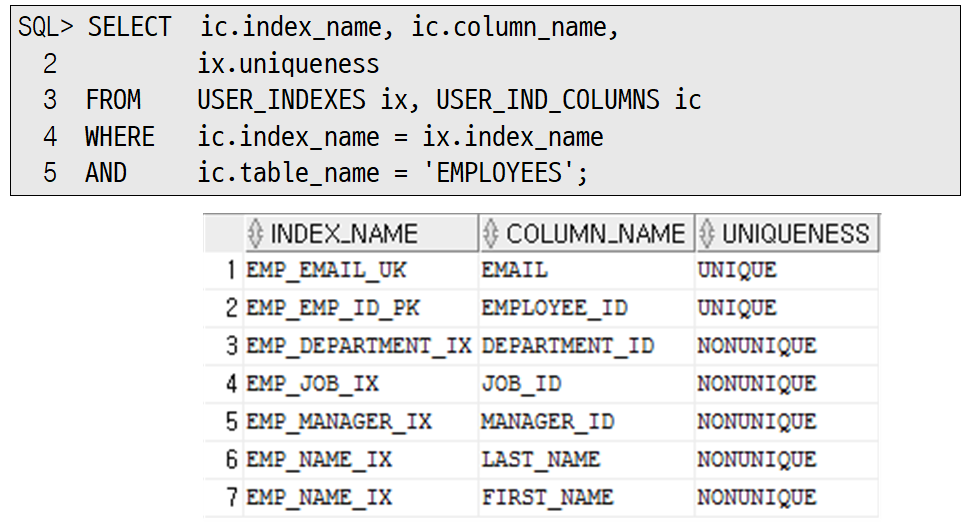 SQL> SELECT ic.index_name, ic.column_name,
2 ix.uniqueness
3 FROM USER_INDEXES ix, USER_IND_COLUMNS ic
4 WHERE ic.index_name = ix.index_name
5 AND ic.table_name = 'EMPLOYEES';
INDEX_NAME COLUMN_NAME UNIQUENESS
1 EMP_EMAIL_UK EMAIL UNIQUE
2 EMP_EMP_ID_PK EMPLOYEE_ID UNIQUE
3 EMP_DEPARTMENT_IX DEPARTMENT_ID NONUNIQUE
4 EMP_JOB_IX JOB_ID NONUNIQUE
5 EMP_MANAGER_IX MANAGER_ID NONUNIQUE
6 EMP_NAME_IX LAST_NAME NONUNIQUE
7 EMP_NAME_IX FIRST_NAME NONUNIQUE